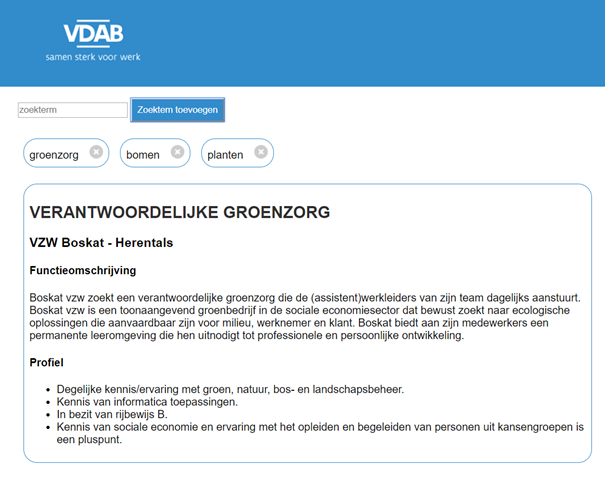 VDAB
samen sterk voor werk
zoekterm
Zoektem toevoegen
groenzorg
bomen
planten
VERANTWOORDELIJKE GROENZORG
VZW Boskat - Herentals
Functieomschrijving
Boskat vzw zoekt een verantwoordelijke groenzorg die de (assistent)werkleiders van zijn team dagelijks aanstuurt.
Boskat vzw is een toonaangevend groenbedrijf in de sociale economiesector dat bewust zoekt naar ecologische
oplossingen die aanvaardbaar zijn voor milieu, werknemer en klant. Boskat biedt aan zijn medewerkers een
permanente leeromgeving die hen uitnodigt tot professionele en persoonlijke ontwikkeling.
Profiel
Degelijke kennis/ervaring met groen, natuur, bos- en landschapsbeheer.
Kennis van informatica toepassingen.
In bezit van rijbewijs B.
Kennis van sociale economie en ervaring met het opleiden en begeleiden van personen uit kansengroepen is
een pluspunt.